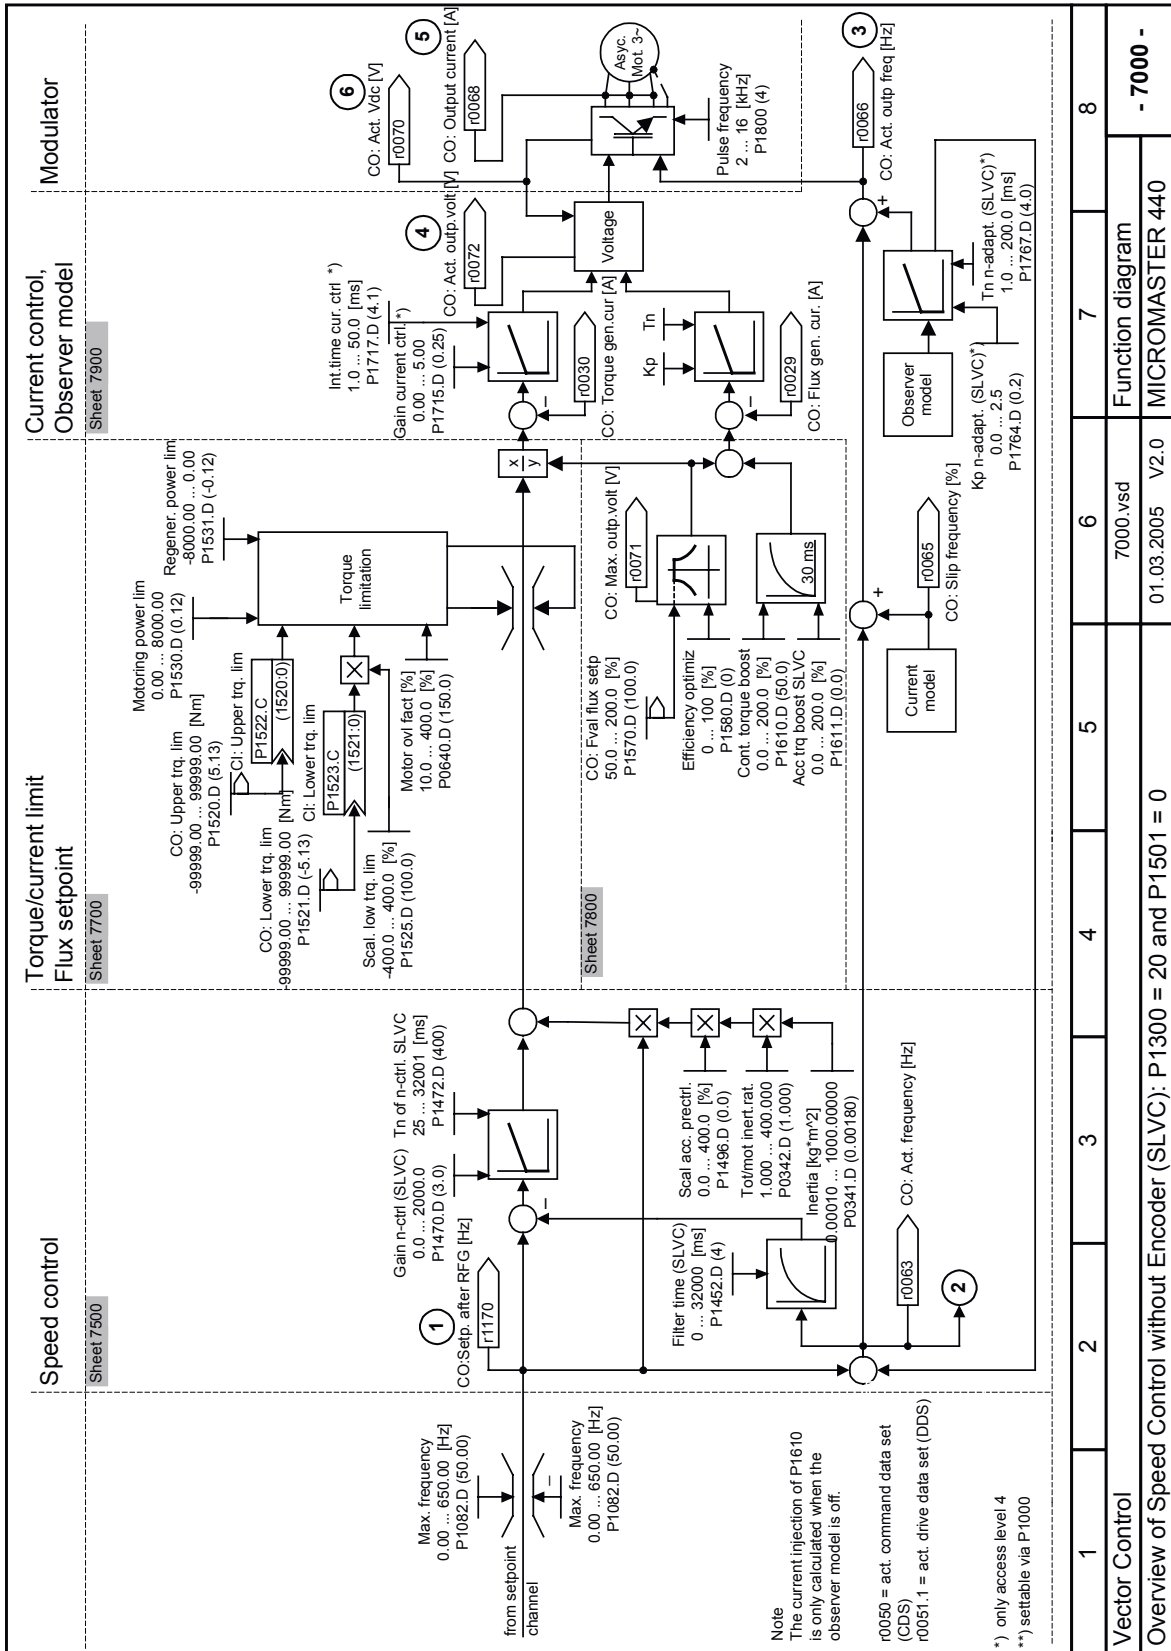 Speed control
Sheet 7500
Torque/current limit
Flux setpoint
Sheet 7700
Current control,
Observer model
Sheet 7900
Modulator
Max. frequency
0.00 ... 650.00 [Hz]
P1082.D (50.00)
from setpoint
channel
Max. frequency
0.00 ... 650.00 [Hz]
P1082.D (50.00)
Note
The current injection of P1610
is only calculated when the
observer model is off.
r0050 = act. command data set
(CDS)
r0051.1 = act. drive data set (DDS)
*) only access level 4
**) settable via P1000
1
CO:Setp. after RFG [Hz]
r1170
Gain n-ctrl (SLVC)
0.0 ... 2000.0
P1470.D (3.0)
Tn of n-ctrl. SLVC
25 ... 32001 [ms]
P1472.D (400)
–
Filter time (SLVC)
0 ... 32000 [ms]
P1452.D (4)
Scal acc. prectrl.
0.0 ... 400.0 [%]
P1496.D (0.0)
Tot/mot inert.rat.
1.000 ... 400.000
P0342.D (1.000)
Inertia [kg*m^2]
0.00010 ... 1000.00000
P0341.D (0.00180)
r0063
CO: Act. frequency [Hz]
2
CO: Upper trq. lim
-99999.00 ... 99999.00 [Nm]
P1520.D (5.13)
CI: Upper trq. lim
P1522.C
(1520:0)
CO: Lower trq. lim
-99999.00 ... 99999.00 [Nm]
P1521.D (-5.13)
CI: Lower trq. lim
P1523.C
(1521:0)
Scal. low trq. lim
-400.0 ... 400.0 [%]
P1525.D (100.0)
Motor ovl fact [%]
10.0 ... 400.0 [%]
P0640.D (150.0)
Motoring power lim
0.00 ... 8000.00
P1530.D (0.12)
Regener. power lim
-8000.00 ... 0.00
P1531.D (-0.12)
Torque
limitation
Sheet 7800
CO: Fval flux setp
50.0 ... 200.0 [%]
P1570.D (100.0)
CO: Max. outp.volt [V]
r0071
Efficiency optimiz
0 ... 100 [%]
P1580.D (0)
Cont. torque boost
0.0 ... 200.0 [%]
P1610.D (50.0)
Acc trq boost SLVC
0.0 ... 200.0 [%]
P1611.D (0.0)
30 ms
x
y
Int.time cur. ctrl *)
1.0 ... 50.0 [ms]
P1717.D (4.1)
Gain current ctrl. *)
0.00 ... 5.00
P1715.D (0.25)
–
r0030
CO: Torque gen.cur [A]
Kp
Tn
–
r0029
CO: Flux gen. cur. [A]
Voltage
4
CO: Act. outp.volt [V]
r0072
6
CO: Act. Vdc [V]
r0070
5
CO: Output current [A]
r0068
Asyc.
Mot. 3~
Pulse frequency
2 ... 16 [kHz]
P1800 (4)
3
CO: Act. outp freq [Hz]
r0066
Current
model
+
r0065
CO: Slip frequency [%]
Observer
model
+
Kp n-adapt. (SLVC)*)
0.0 ... 2.5
P1764.D (0.2)
Tn n-adapt. (SLVC)*)
1.0 ... 200.0 [ms]
P1767.D (4.0)
1 2 3 4 5 6 7 8
Vector Control
7000.vsd
Function diagram
- 7000 -
Overview of Speed Control without Encoder (SLVC): P1300 = 20 and P1501 = 0
01.03.2005 V2.0
MICROMASTER 440